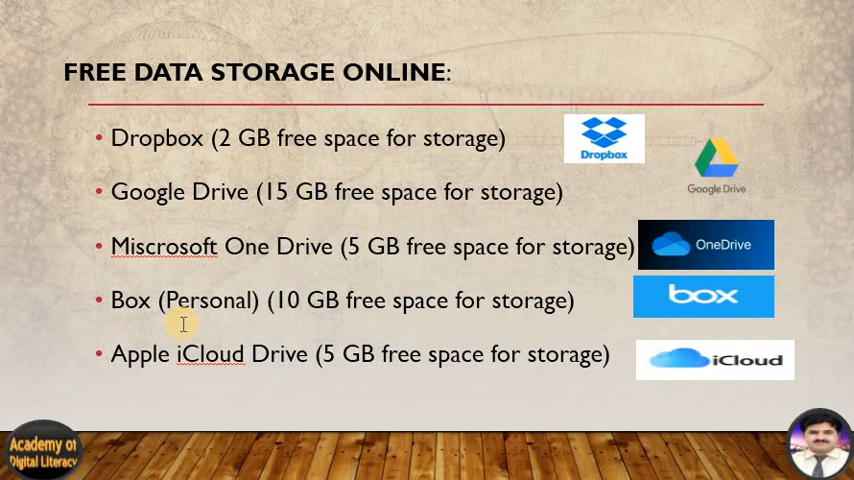 FREE DATA STORAGE ONLINE:
• Dropbox (2 GB free space for storage)
Dropbox
• Google Drive (15 GB free space for storage)
Google Drive
• Miscrosoft One Drive (5 GB free space for storage)
OneDrive
• Box (Personal) (10 GB free space for storage)
box
• Apple iCloud Drive (5 GB free space for storage)
iCloud
Academy of
Digital Literacy